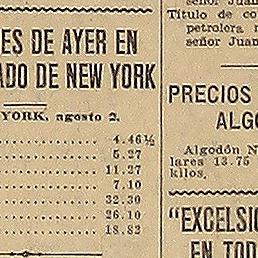 ES DE AYER EN
ADO DE NEW YORK
YORK, agosto 2.
4.46½
5.27
11.27
7.10
32.30
26.10
18.82
señor Juan
Título de co
petrolera
señor Juan
PRECIOS
ALGO
Algodón N
lares 13.75
kilos.
"EXCELSIO
EN TOD